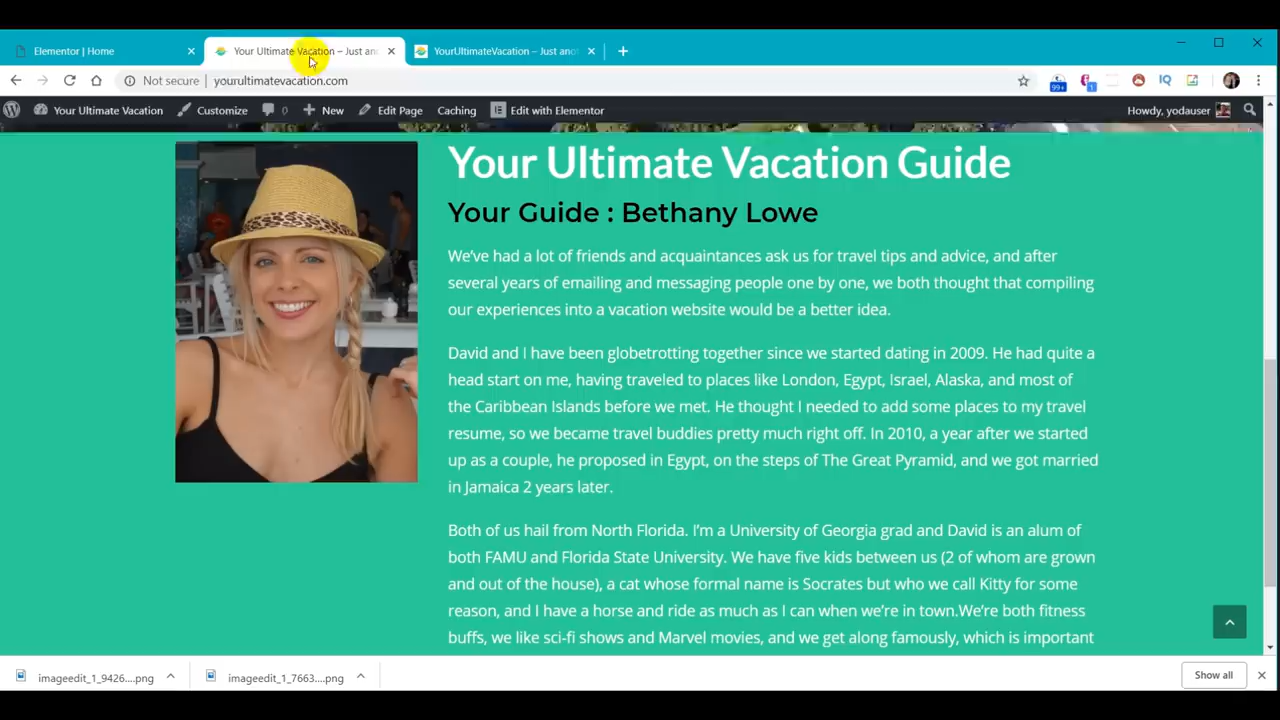 Elementor | Home
Your Ultimate Vacation – Just an
YourUltimateVacation – Just anot
Not secure
yourultimatevacation.com
99+
1
IQ
Your Ultimate Vacation
Customize
0
New
Edit Page
Caching
Edit with Elementor
Howdy, yodauser
Your Ultimate Vacation Guide
Your Guide : Bethany Lowe
We've had a lot of friends and acquaintances ask us for travel tips and advice, and after
several years of emailing and messaging people one by one, we both thought that compiling
our experiences into a vacation website would be a better idea.
David and I have been globetrotting together since we started dating in 2009. He had quite a
head start on me, having traveled to places like London, Egypt, Israel, Alaska, and most of
the Caribbean Islands before we met. He thought I needed to add some places to my travel
resume, so we became travel buddies pretty much right off. In 2010, a year after we started
up as a couple, he proposed in Egypt, on the steps of The Great Pyramid, and we got married
in Jamaica 2 years later.
Both of us hail from North Florida. I'm a University of Georgia grad and David is an alum of
both FAMU and Florida State University. We have five kids between us (2 of whom are grown
and out of the house), a cat whose formal name is Socrates but who we call Kitty for some
reason, and I have a horse and ride as much as I can when we're in town.We're both fitness
buffs, we like sci-fi shows and Marvel movies, and we get along famously, which is important
imageedit_1_9426....png
imageedit_1_7663....png
Show all